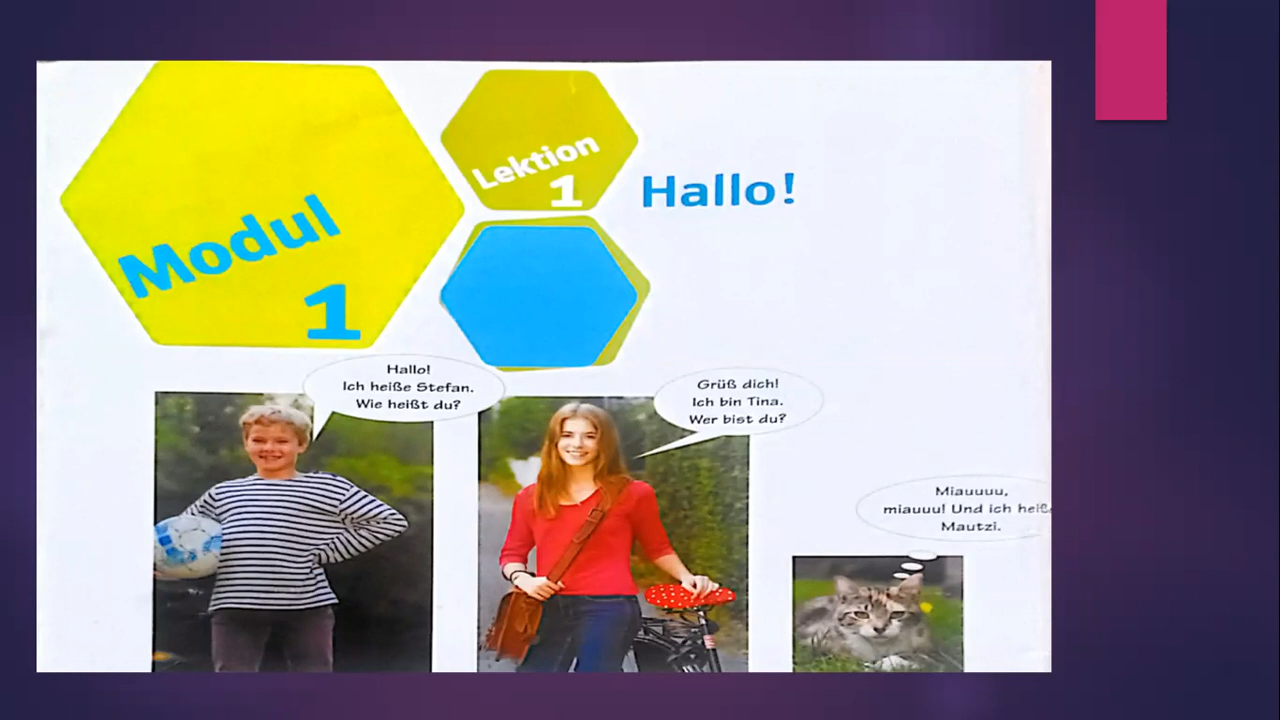 Modul
1
Lektion
1
Hallo!
Hallo!
Ich heiße Stefan.
Wie heißt du?
Grüß dich!
Ich bin Tina.
Wer bist du?
Miauuuu,
miauuu! Und ich heiß
Mautzi.